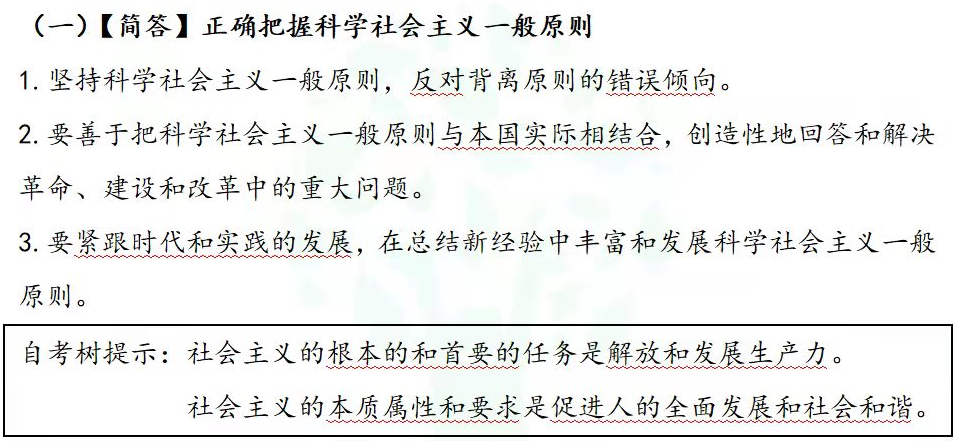 （一）【简答】正确把握科学社会主义一般原则
1. 坚持科学社会主义一般原则，反对背离原则的错误倾向。
2. 要善于把科学社会主义一般原则与本国实际相结合，创造性地回答和解决
革命、建设和改革中的重大问题。
3. 要紧跟时代和实践的发展，在总结新经验中丰富和发展科学社会主义一般
原则。
自考树提示：社会主义的根本的和首要的任务是解放和发展生产力。
社会主义的本质属性和要求是促进人的全面发展和社会和谐。